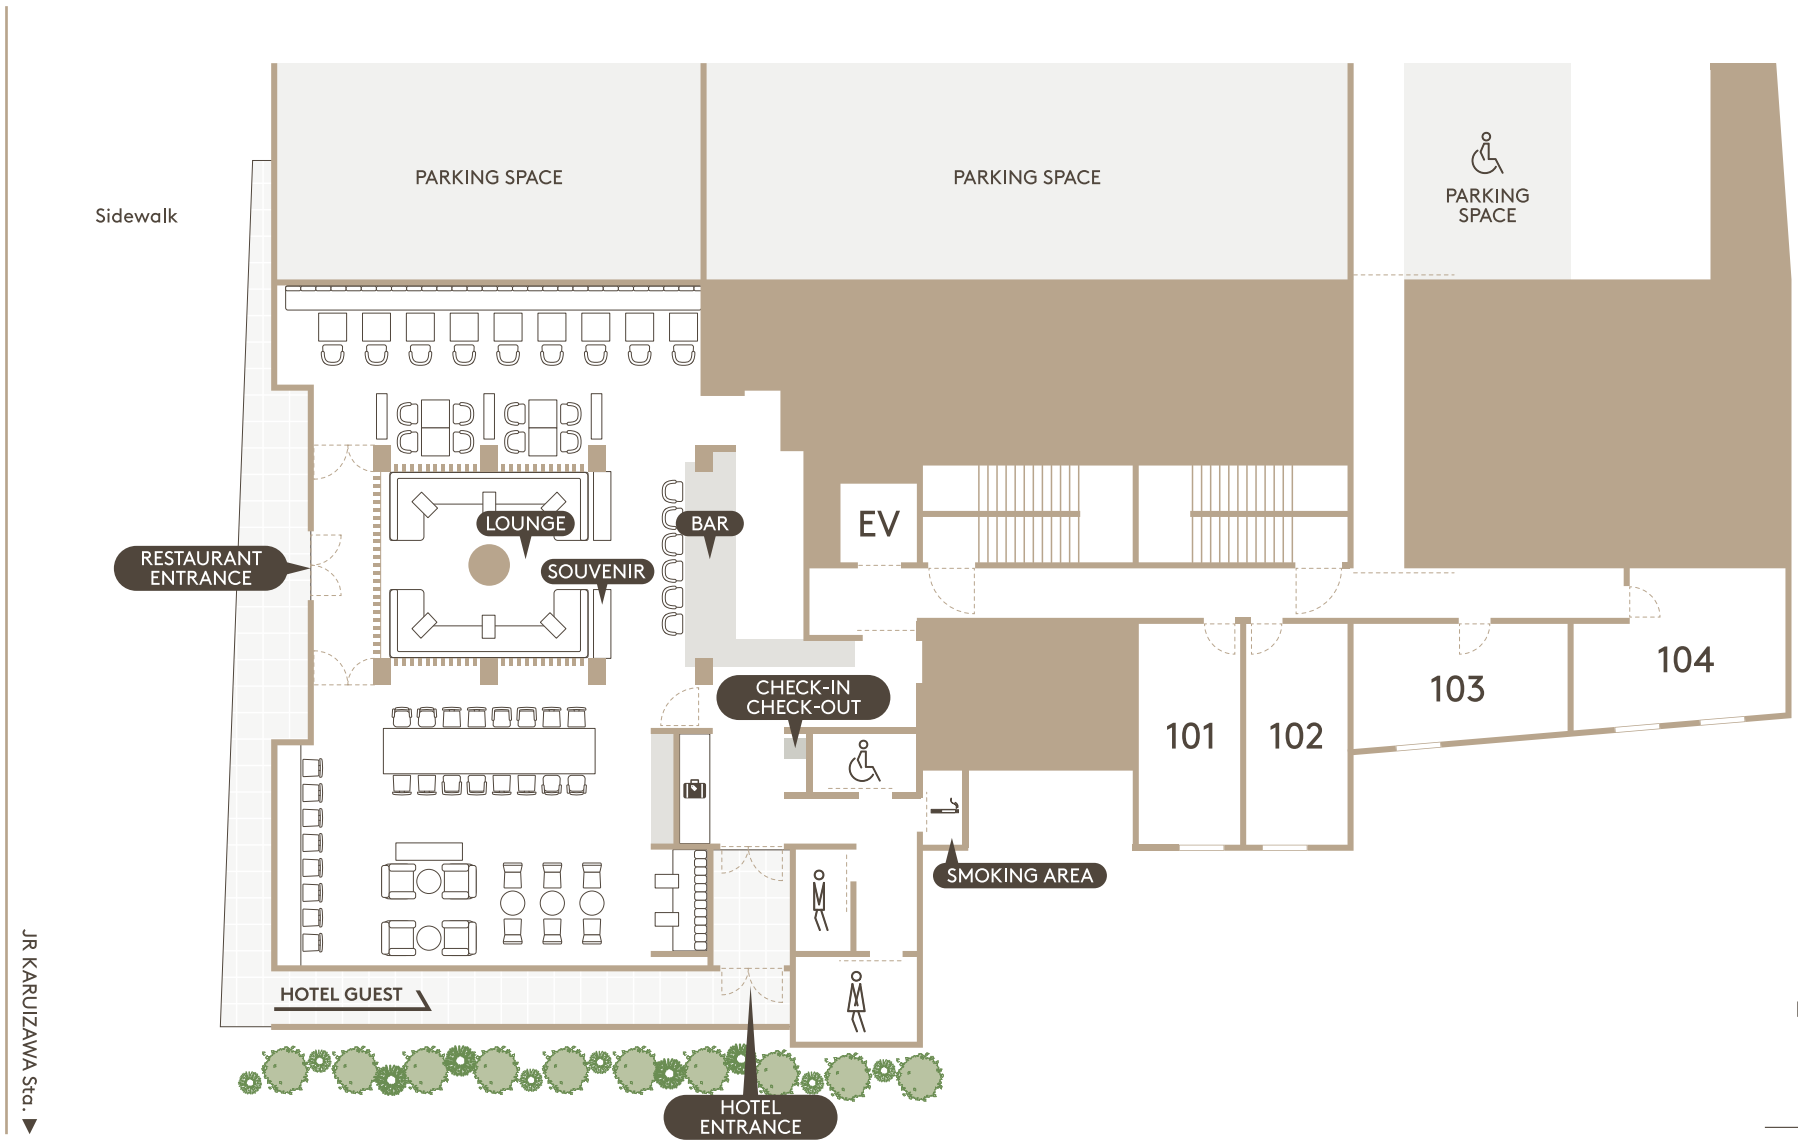 PARKING SPACE
PARKING SPACE
PARKING
SPACE
Sidewalk
LOUNGE
BAR
EV
RESTAURANT
ENTRANCE
SOUVENIR
CHECK-IN
CHECK-OUT
101
102
103
104
SMOKING AREA
HOTEL GUEST
JR KARUIZAWA Sta. ▼
HOTEL
ENTRANCE